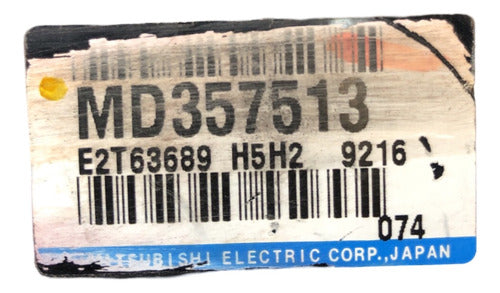 MD357513
E2T63689 H5H2 9216
074
MITSUBISHI ELECTRIC CORP.,JAPAN